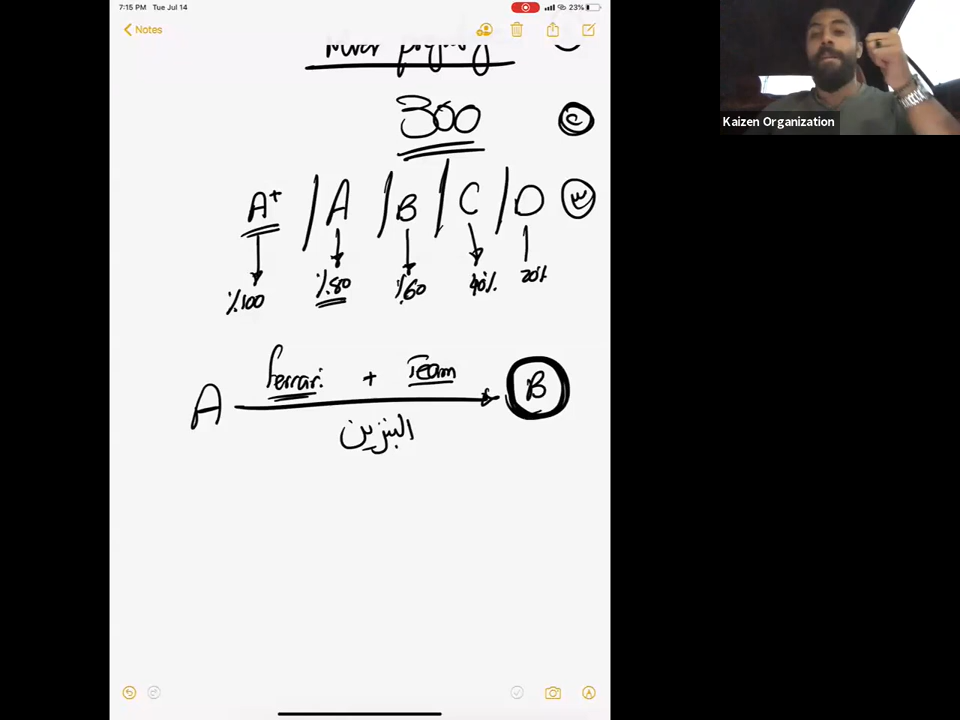 7:15 PM Tue Jul 14
23%
Notes
Kaizen Organization
300
A+ / A / B / C / D
%100 %80 %60 40% 20%
Ferrari + Team
A B
البنزين